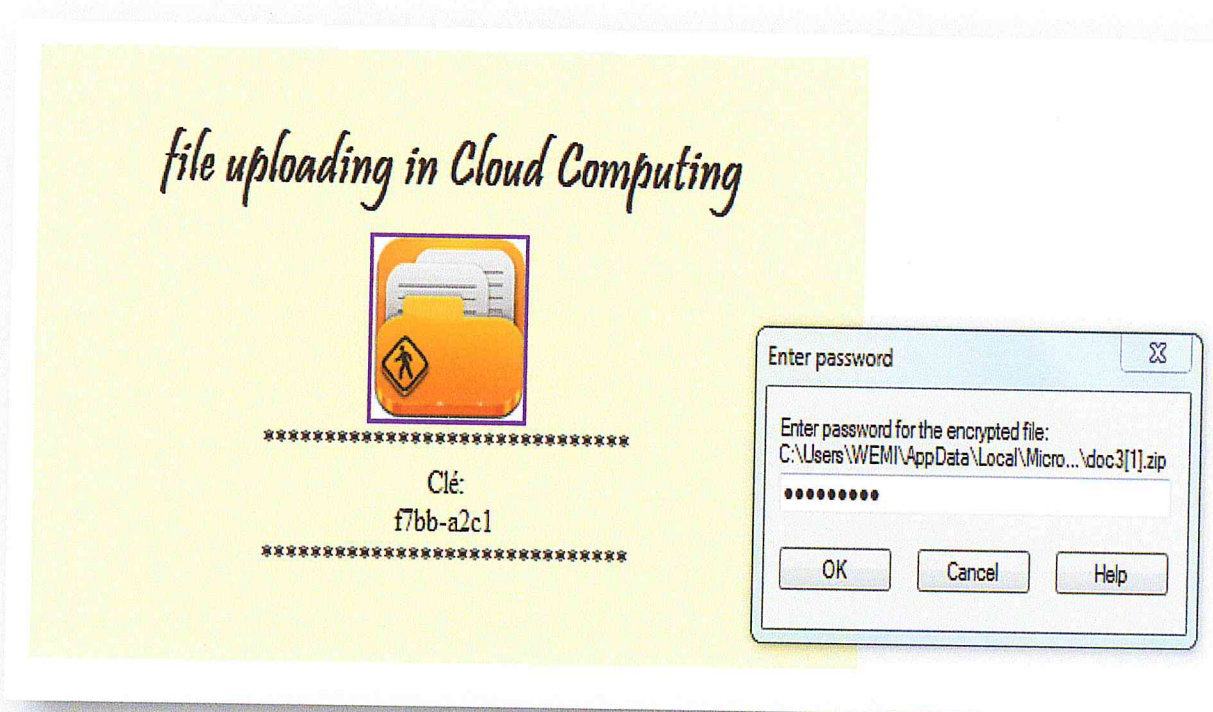 file uploading in Cloud Computing
*****************************
Clé:
f7bb-a2c1
*****************************
Enter password
Enter password for the encrypted file:
C:\Users\WEMI\AppData\Local\Micro...\doc3[1].zip
●●●●●●●●●
OK
Cancel
Help